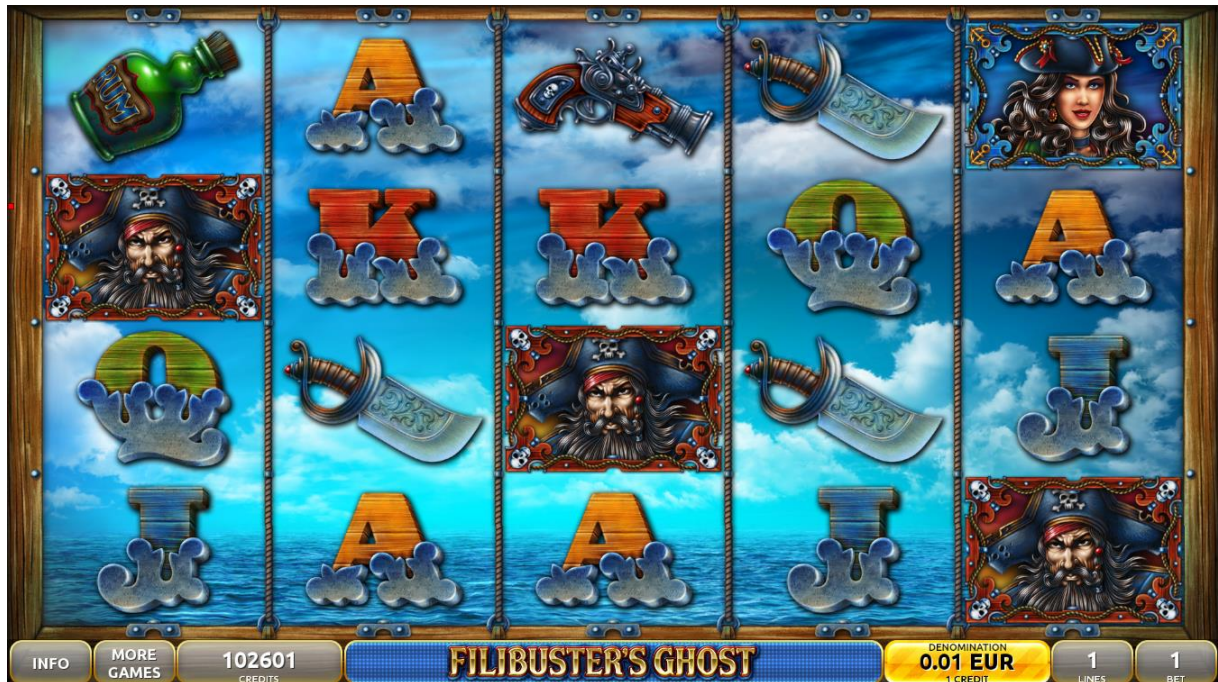 RUM
A
K
K
Q
A
Q
J
J
A
A
J
INFO
MORE
GAMES
102601
CREDITS
FILIBUSTER'S GHOST
DENOMINATION
0.01 EUR
1 CREDIT
1
LINES
1
BET